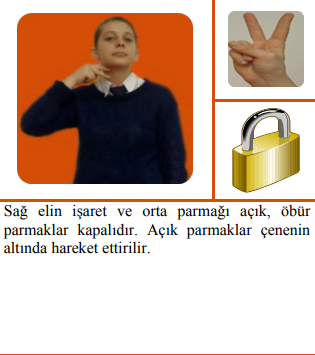 Sağ elin işaret ve orta parmağı açık, öbür
parmaklar kapalıdır. Açık parmaklar çenenin
altında hareket ettirilir.